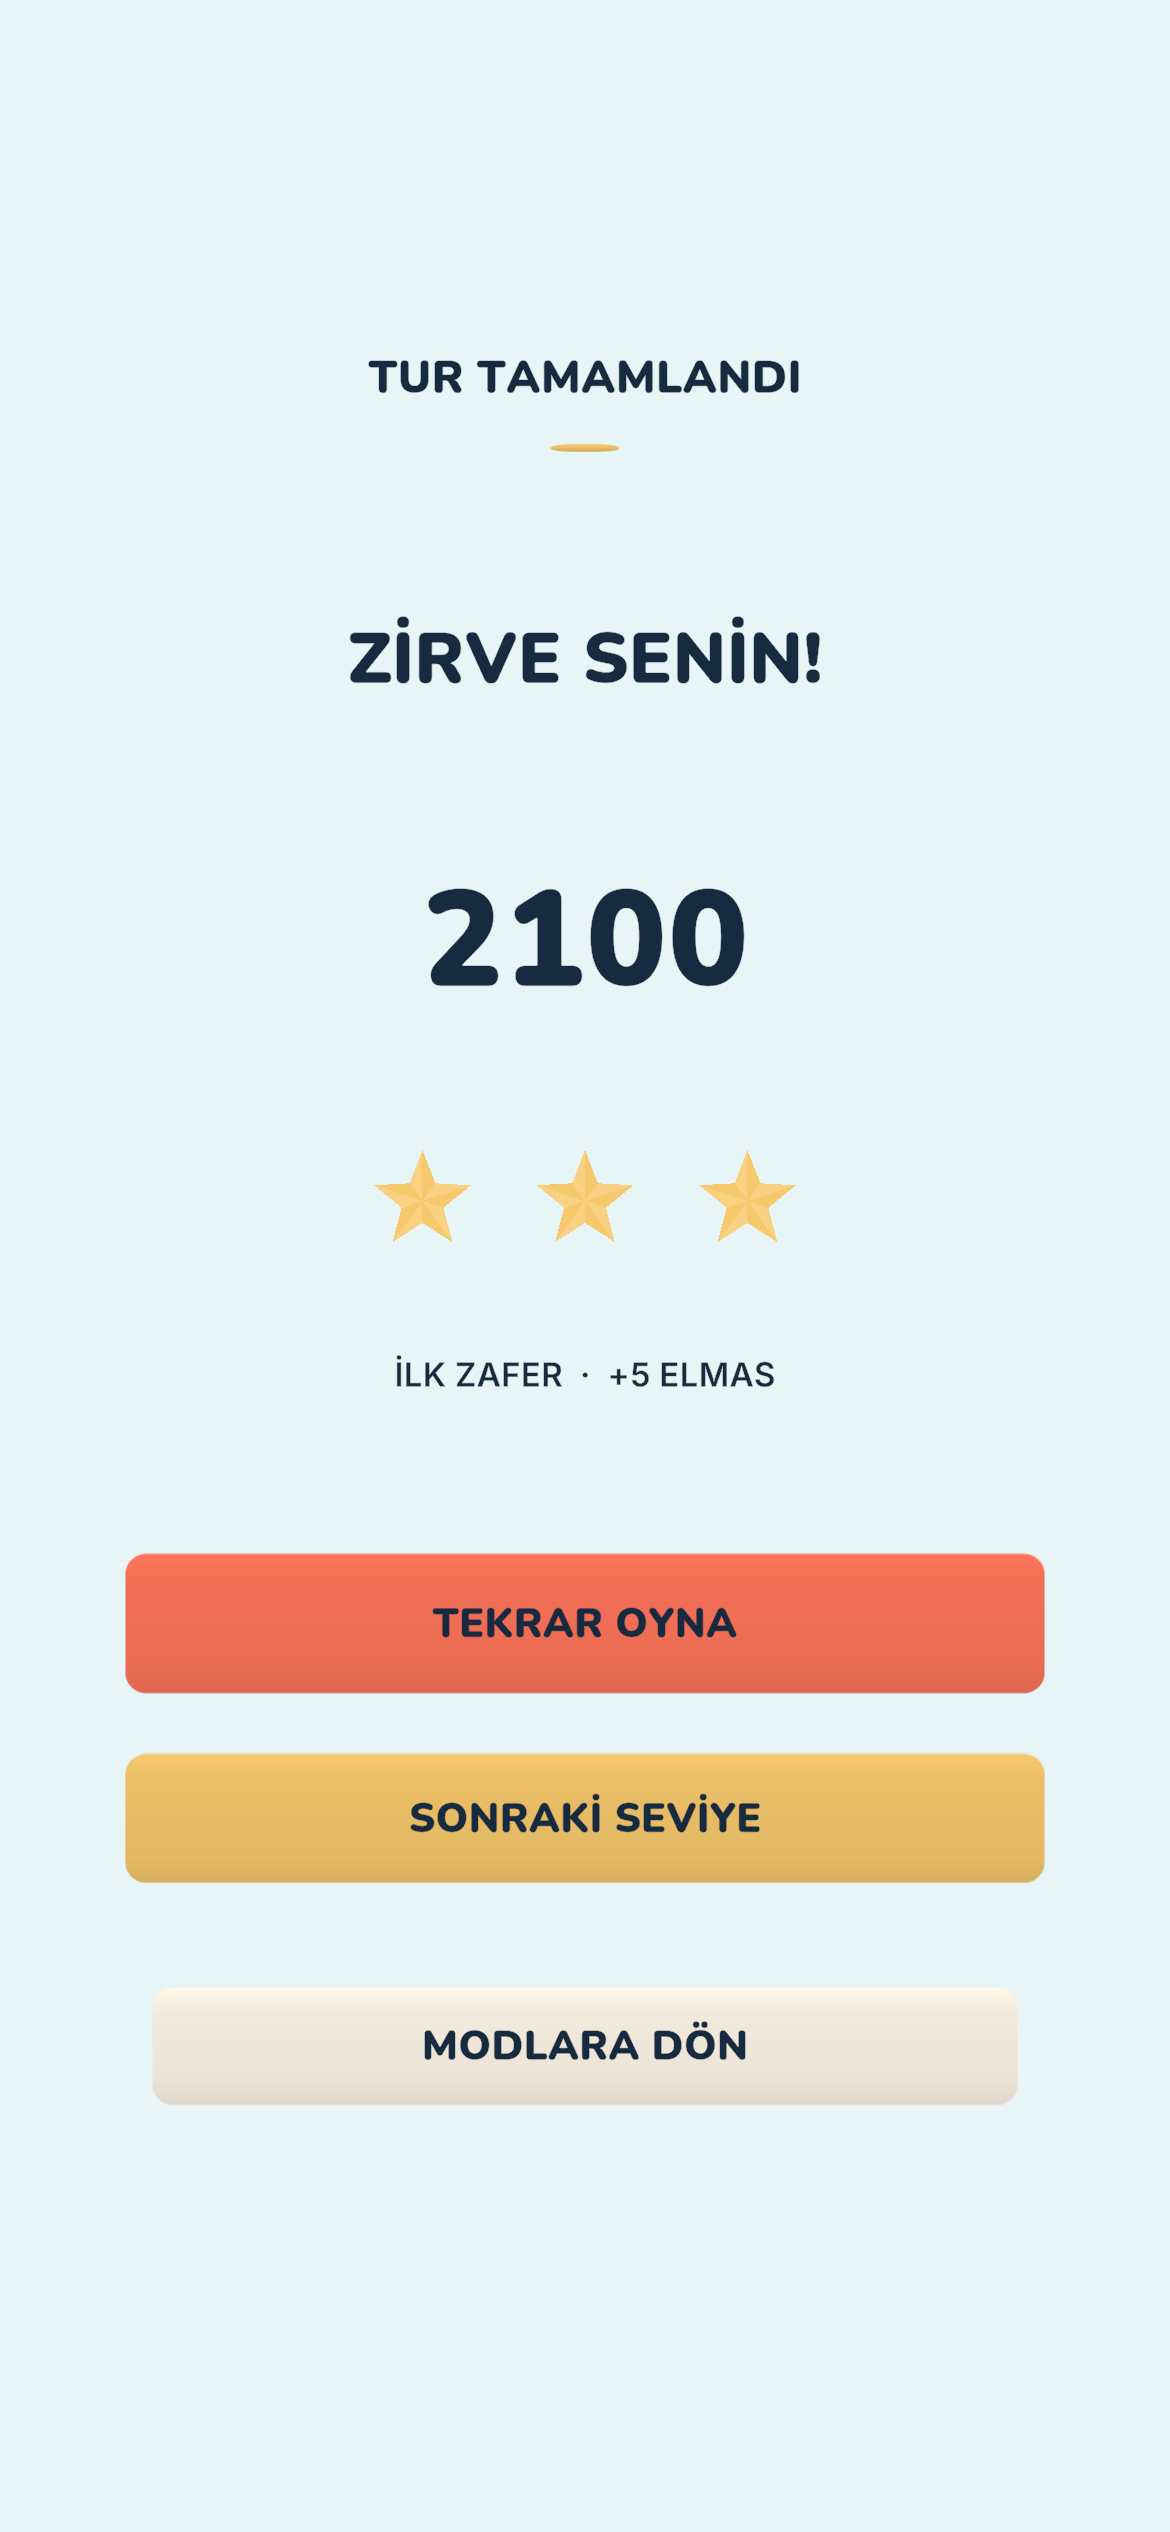 TUR TAMAMLANDI
ZİRVE SENİN!
2100
İLK ZAFER · +5 ELMAS
TEKRAR OYNA
SONRAKİ SEVİYE
MODLARA DÖN